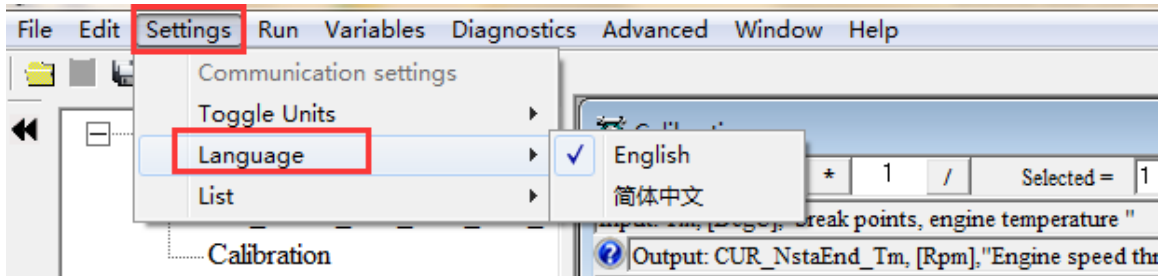 File Edit Settings Run Variables Diagnostics Advanced Window Help
Communication settings
Toggle Units
Language
English
* 1 / Selected = 1
List
简体中文
break points, engine temperature "
Output: CUR_NstaEnd_Tm, [Rpm],"Engine speed thr
Calibration